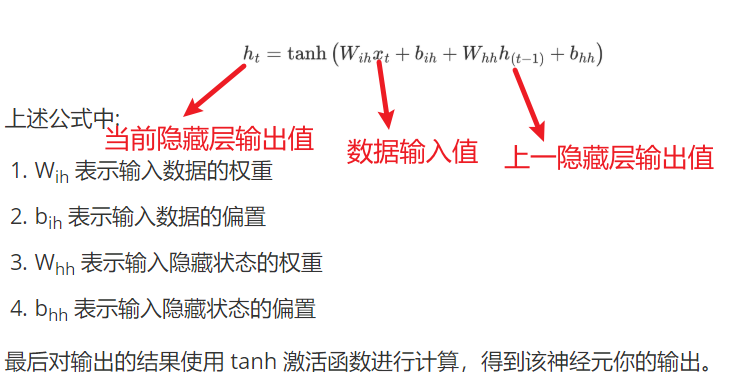 h_t = tanh (W_{ih}x_t + b_{ih} + W_{hh}h_{(t−1)} + b_{hh})
上述公式中;
当前隐藏层输出值
数据输入值
上一隐藏层输出值
1. W_{ih} 表示输入数据的权重
2. b_{ih} 表示输入数据的偏置
3. W_{hh} 表示输入隐藏状态的权重
4. b_{hh} 表示输入隐藏状态的偏置
最后对输出的结果使用 tanh 激活函数进行计算，得到该神经元你的输出。